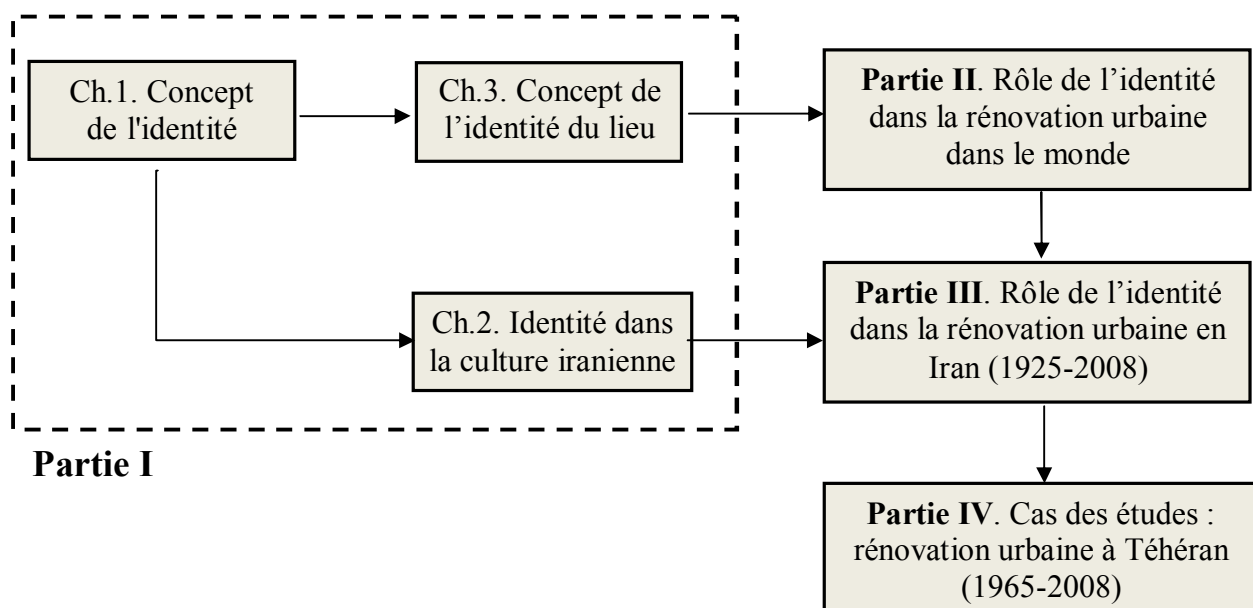 Ch.1. Concept
de l'identité
Ch.3. Concept de
l’identité du lieu
Partie II. Rôle de l’identité
dans la rénovation urbaine
dans le monde
Ch.2. Identité dans
la culture iranienne
Partie III. Rôle de l’identité
dans la rénovation urbaine en
Iran (1925-2008)
Partie I
Partie IV. Cas des études :
rénovation urbaine à Téhéran
(1965-2008)